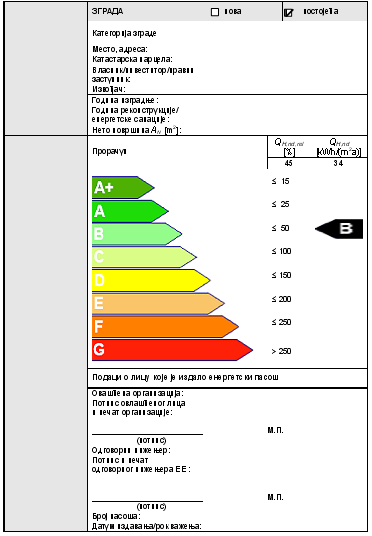 ЗГРАДА нова постојећа
Категорија зграде
Место, адреса:
Катастарска парцела:
Власник/инвеститор/правни
заступник:
Извођач:
Година изградње:
Година реконструкције/
енергетске санације:
Нето површина AN [m²]:
Прорачун QH,nd,rel [%] QH,nd [kWh/(m²a)]
45 34
A+ ≤ 15
A ≤ 25
B ≤ 50 B
C ≤ 100
D ≤ 150
E ≤ 200
F ≤ 250
G > 250
Подаци о лицу које је издало енергетски пасош
Овлашћена организација:
Потпис овлашћеног лица
и печат организације:
М.П.
(потпис)
Одговорни инжењер:
Потпис и печат
одговорног инжењера ЕЕ:
М.П.
(потпис)
Број пасоша:
Датум издавања/рок важења: